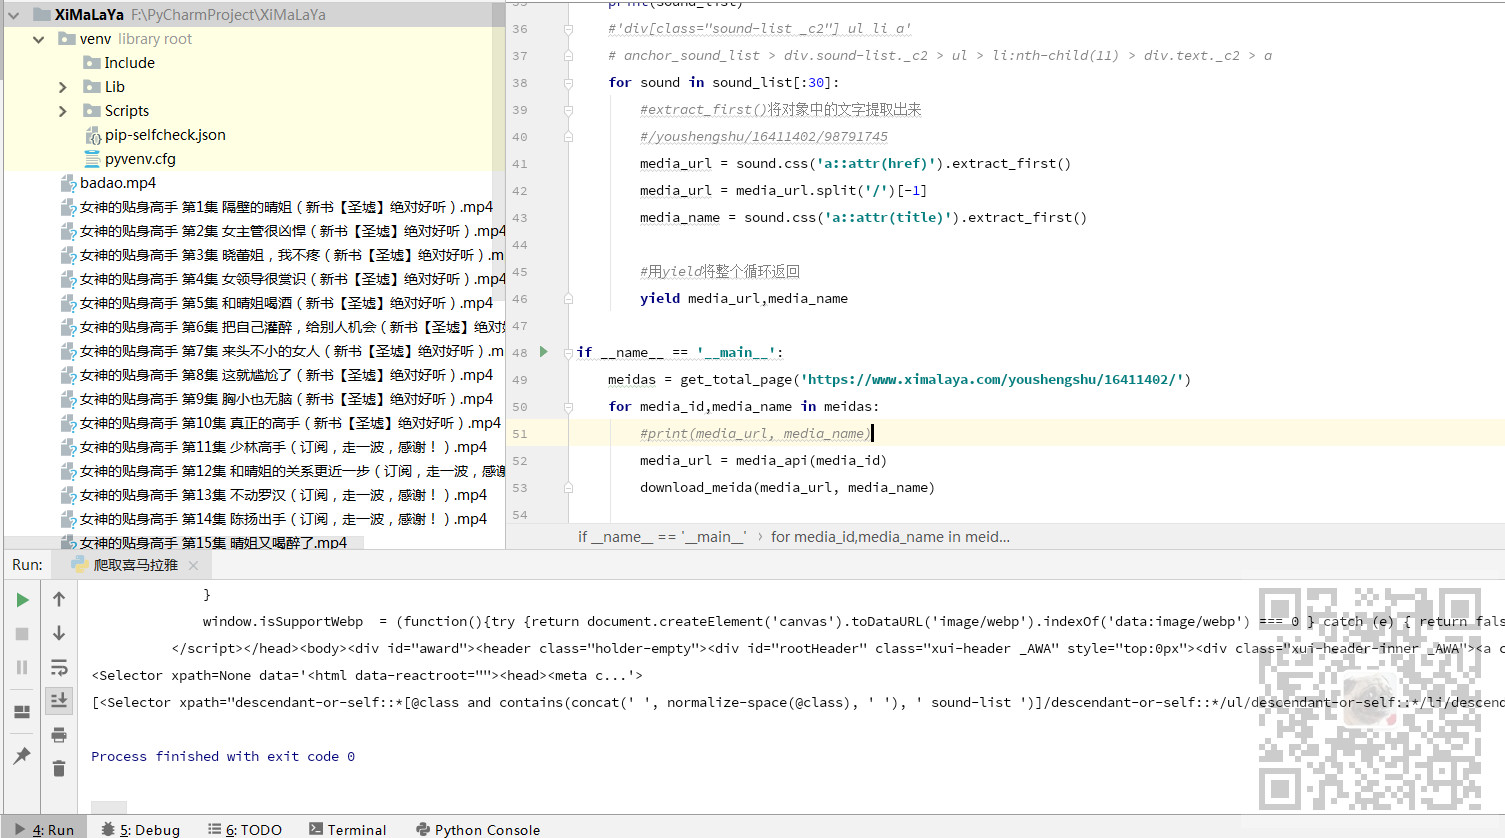 XiMaLaYa F:\PyCharmProject\XiMaLaYa
venv library root
Include
Lib
Scripts
pip-selfcheck.json
pyvenv.cfg
badao.mp4
女神的贴身高手 第1集 隔壁的晴姐（新书【圣墟】绝对好听）.mp4
女神的贴身高手 第2集 女主管很凶悍（新书【圣墟】绝对好听）.mp4
女神的贴身高手 第3集 晓蕾姐，我不疼（新书【圣墟】绝对好听）.m
女神的贴身高手 第4集 女领导很赏识（新书【圣墟】绝对好听）.mp4
女神的贴身高手 第5集 和晴姐喝酒（新书【圣墟】绝对好听）.mp4
女神的贴身高手 第6集 把自己灌醉，给别人机会（新书【圣墟】绝对好
女神的贴身高手 第7集 来头不小的女人（新书【圣墟】绝对好听）.m
女神的贴身高手 第8集 这就尴尬了（新书【圣墟】绝对好听）.mp4
女神的贴身高手 第9集 胸小也无脑（新书【圣墟】绝对好听）.mp4
女神的贴身高手 第10集 真正的高手（新书【圣墟】绝对好听）.mp4
女神的贴身高手 第11集 少林高手（订阅，走一波，感谢！）.mp4
女神的贴身高手 第12集 和晴姐的关系更近一步（订阅，走一波，感谢
女神的贴身高手 第13集 不动罗汉（订阅，走一波，感谢！）.mp4
女神的贴身高手 第14集 陈扬出手（订阅，走一波，感谢！）.mp4
女神的贴身高手 第15集 晴姐又喝醉了.mp4
35 print(sound_list)
36 #'div[class="sound-list _c2"] ul li a'
37 # anchor_sound_list > div.sound-list._c2 > ul > li:nth-child(11) > div.text._c2 > a
38 for sound in sound_list[:30]:
39 #extract_first()将对象中的文字提取出来
40 #/youshengshu/16411402/98791745
41 media_url = sound.css('a::attr(href)').extract_first()
42 media_url = media_url.split('/')[-1]
43 media_name = sound.css('a::attr(title)').extract_first()
44
45 #用yield将整个循环返回
46 yield media_url,media_name
47
48 if __name__ == '__main__':
49 meidas = get_total_page('https://www.ximalaya.com/youshengshu/16411402/')
50 for media_id,media_name in meidas:
51 #print(media_url, media_name)
52 media_url = media_api(media_id)
53 download_meida(media_url, media_name)
54
if __name__ == '__main__' › for media_id,media_name in meid...
Run: 爬取喜马拉雅
}
window.isSupportWebp = (function(){try {return document.createElement('canvas').toDataURL('image/webp').indexOf('data:image/webp') === 0 } catch (e) { return fals
</script></head><body><div id="award"><header class="holder-empty"><div id="rootHeader" class="xui-header _AWA" style="top:0px"><div class="xui-header-inner _AWA"><a c
<Selector xpath=None data='<html data-reactroot=""><head><meta c...'>
[<Selector xpath="descendant-or-self::*[@class and contains(concat(' ', normalize-space(@class), ' '), ' sound-list ')]/descendant-or-self::*/ul/descendant-or-self::*/li/descend
Process finished with exit code 0
4: Run 5: Debug 6: TODO Terminal Python Console